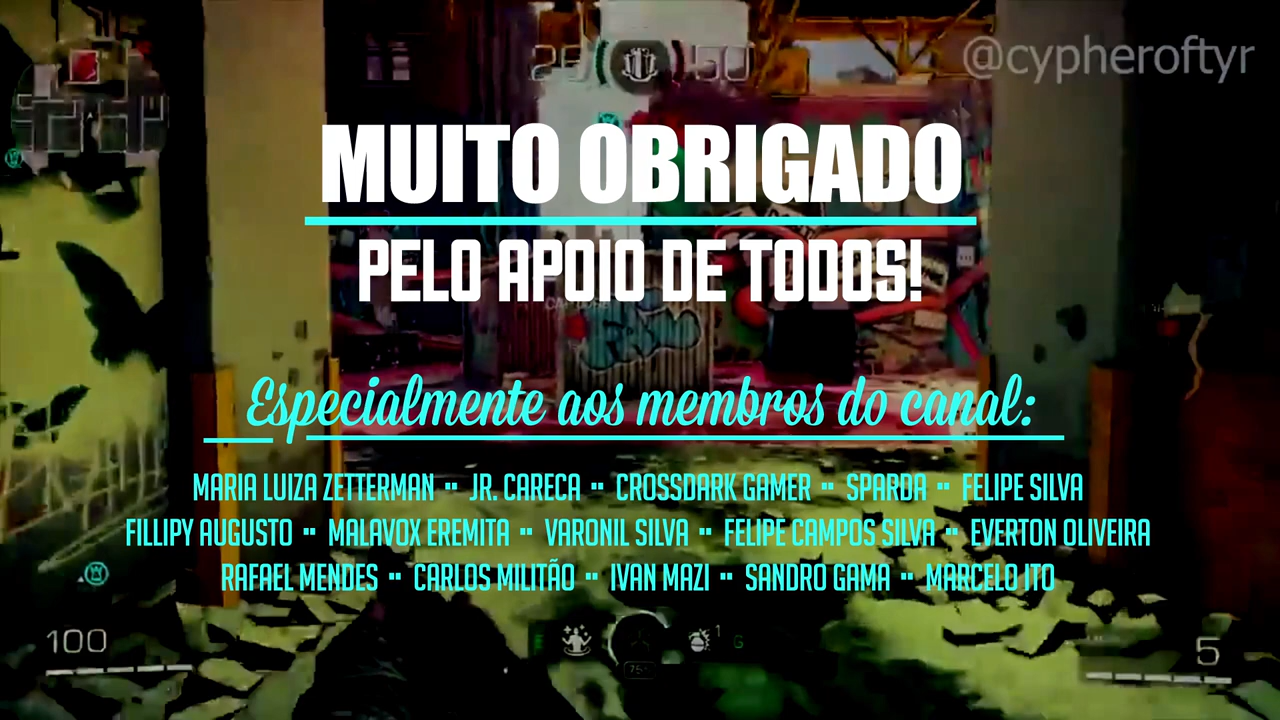 @cypheroftyr
MUITO OBRIGADO
PELO APOIO DE TODOS!
Especialmente aos membros do canal:
MARIA LUIZA ZETTERMAN ▪▪ JR. CARECA ▪▪ CROSSDARK GAMER ▪▪ SPARDA ▪▪ FELIPE SILVA
FILLIPY AUGUSTO ▪▪ MALAVOX EREMITA ▪▪ VARONIL SILVA ▪▪ FELIPE CAMPOS SILVA ▪▪ EVERTON OLIVEIRA
RAFAEL MENDES ▪▪ CARLOS MILITÃO ▪▪ IVAN MAZI ▪▪ SANDRO GAMA ▪▪ MARCELO ITO
100
1
5